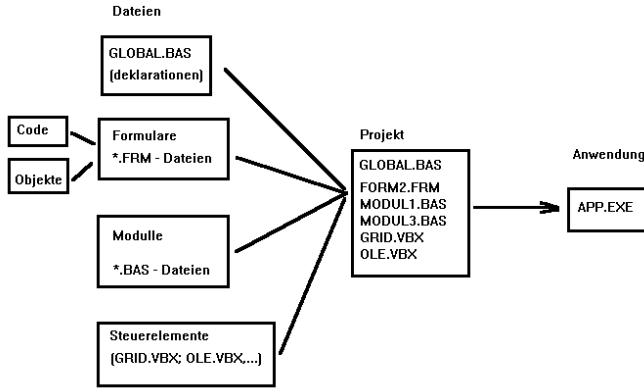 Dateien
GLOBAL.BAS
(deklarationen)
Code
Objekte
Formulare
*.FRM - Dateien
Modulle
*.BAS - Dateien
Steuerelemente
(GRID.VBX; OLE.VBX,...)
Projekt
GLOBAL.BAS
FORM2.FRM
MODUL1.BAS
MODUL3.BAS
GRID.VBX
OLE.VBX
Anwendung
APP.EXE